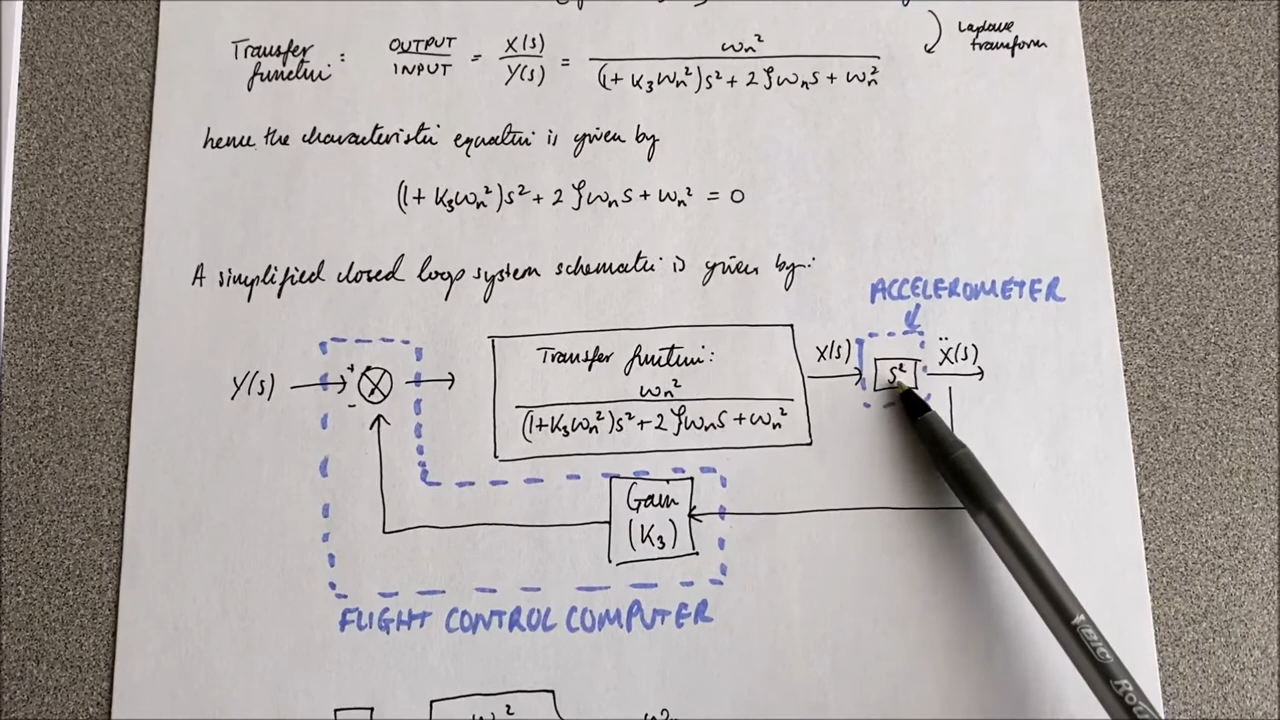 Laplace
transform
Transfer function : OUTPUT/INPUT = X(s)/Y(s) = ωn²/((1+K₃ωn²)s²+2ζωns+ωn²)
hence the characteristic equation is given by
(1+K₃ωn²)s²+2ζωns+ωn² = 0
A simplified closed loop system schematic is given by:
ACCELEROMETER
Y(s)
+
-
Transfer function:
ωn²/((1+K₃ωn²)s²+2ζωns+ωn²)
X(s)
s²
Ẍ(s)
Gain
(K₃)
FLIGHT CONTROL COMPUTER
BIC